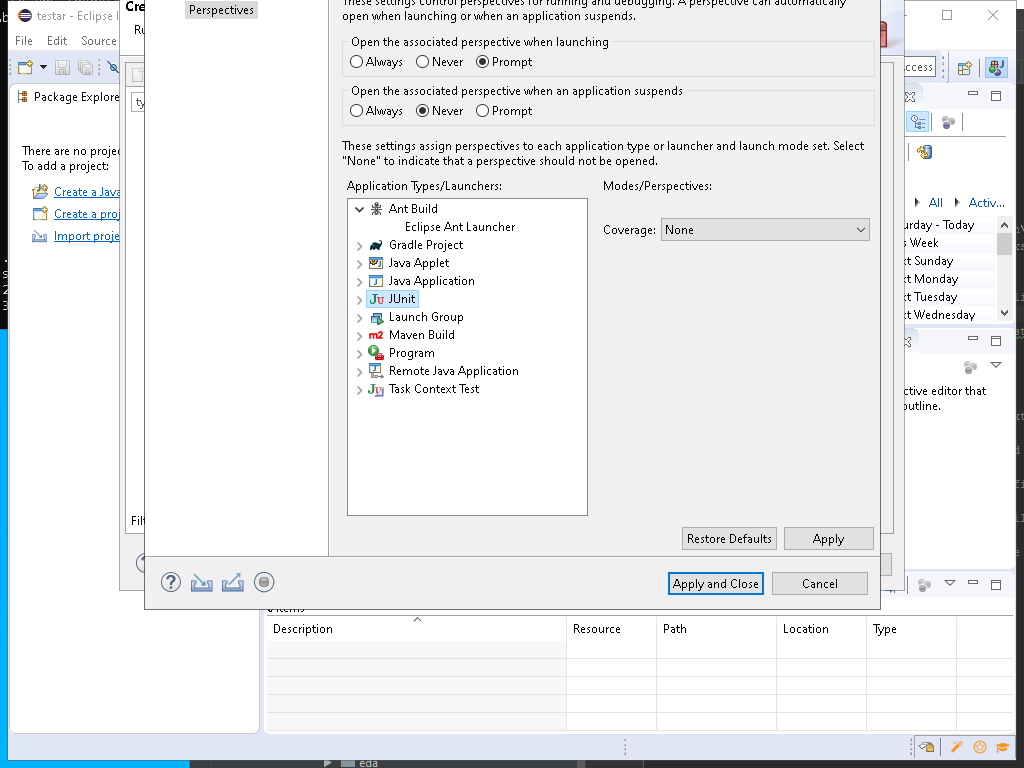 testar - Eclipse I
Cre
Perspectives
These settings control perspectives for running and debugging. A perspective can automatically
open when launching or when an application suspends.
File Edit Source
Ru
Open the associated perspective when launching
Always Never Prompt
ccess
Open the associated perspective when an application suspends
Always Never Prompt
Package Explore
ty
These settings assign perspectives to each application type or launcher and launch mode set. Select
"None" to indicate that a perspective should not be opened.
There are no projec
To add a project:
Create a Java
Create a proj
Import proje
Application Types/Launchers:
Modes/Perspectives:
Ant Build
Eclipse Ant Launcher
Gradle Project
Java Applet
Java Application
JUnit
Launch Group
Maven Build
Program
Remote Java Application
Task Context Test
Coverage: None
All Activ...
urday - Today
s Week
xt Sunday
xt Monday
xt Tuesday
xt Wednesday
ctive editor that
outline.
Filt
Restore Defaults Apply
Apply and Close Cancel
Description Resource Path Location Type
eda